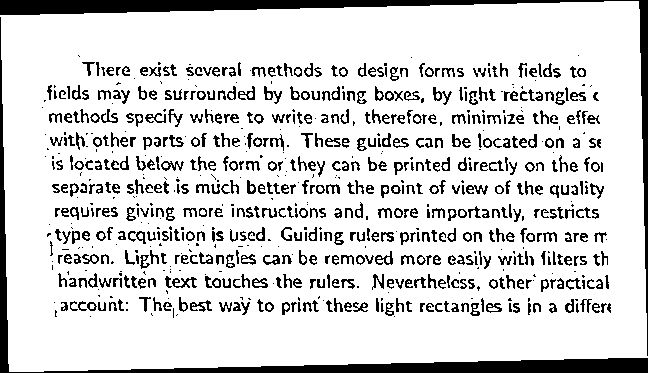 There exist several methods to design forms with fields to
fields may be surrounded by bounding boxes, by light rectangles
methods specify where to write and, therefore, minimize the
with other parts of the form. These guides can be located on a
is located below the form or they can be printed directly on the
separate sheet is much better from the point of view of the quality
requires giving more instructions and, more importantly, restricts
type of acquisition is used. Guiding rulers printed on the form are
reason. Light rectangles can be removed more easily with filters
handwritten text touches the rulers. Nevertheless, other practical
account: The best way to print these light rectangles is in a